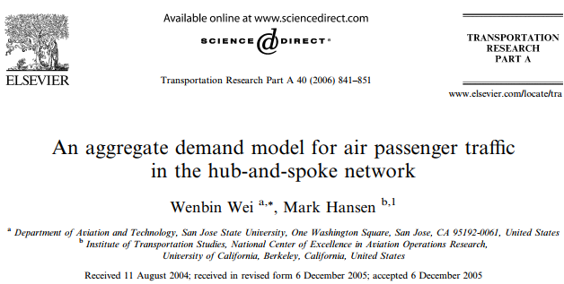 Available online at www.sciencedirect.com
SCIENCE DIRECT®
ELSEVIER
Transportation Research Part A 40 (2006) 841–851
TRANSPORTATION
RESEARCH
PART A
www.elsevier.com/locate/tra
An aggregate demand model for air passenger traffic
in the hub-and-spoke network
Wenbin Wei a,*, Mark Hansen b,1
a Department of Aviation and Technology, San Jose State University, One Washington Square, San Jose, CA 95192-0061, United States
b Institute of Transportation Studies, National Center of Excellence in Aviation Operations Research,
University of California, Berkeley, California, United States
Received 11 August 2004; received in revised form 6 December 2005; accepted 6 December 2005